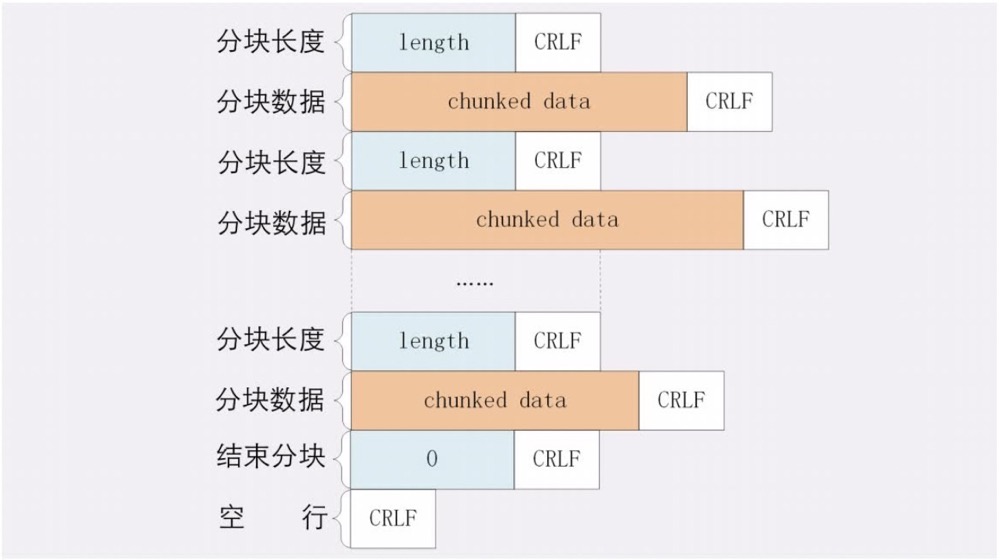 分块长度 length CRLF
分块数据 chunked data CRLF
分块长度 length CRLF
分块数据 chunked data CRLF
……
分块长度 length CRLF
分块数据 chunked data CRLF
结束分块 0 CRLF
空 行 CRLF